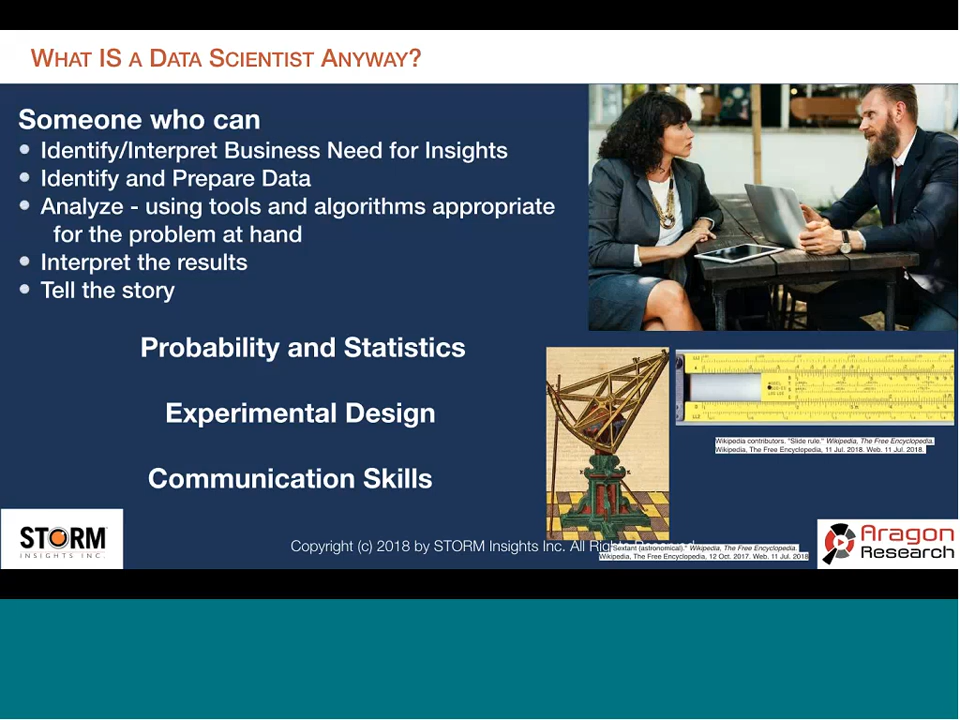 WHAT IS A DATA SCIENTIST ANYWAY?
Someone who can
• Identify/Interpret Business Need for Insights
• Identify and Prepare Data
• Analyze - using tools and algorithms appropriate
for the problem at hand
• Interpret the results
• Tell the story
Probability and Statistics
Experimental Design
Communication Skills
Wikipedia contributors. "Slide rule." Wikipedia, The Free Encyclopedia.
Wikipedia, The Free Encyclopedia, 11 Jul. 2018. Web. 11 Jul. 2018.
STORM
INSIGHTS INC.
Copyright (c) 2018 by STORM Insights Inc. All Rights Reserved
Sextant (astronomical)." Wikipedia, The Free Encyclopedia.
Wikipedia, The Free Encyclopedia, 12 Oct. 2017. Web. 11 Jul. 2018
Aragon
Research